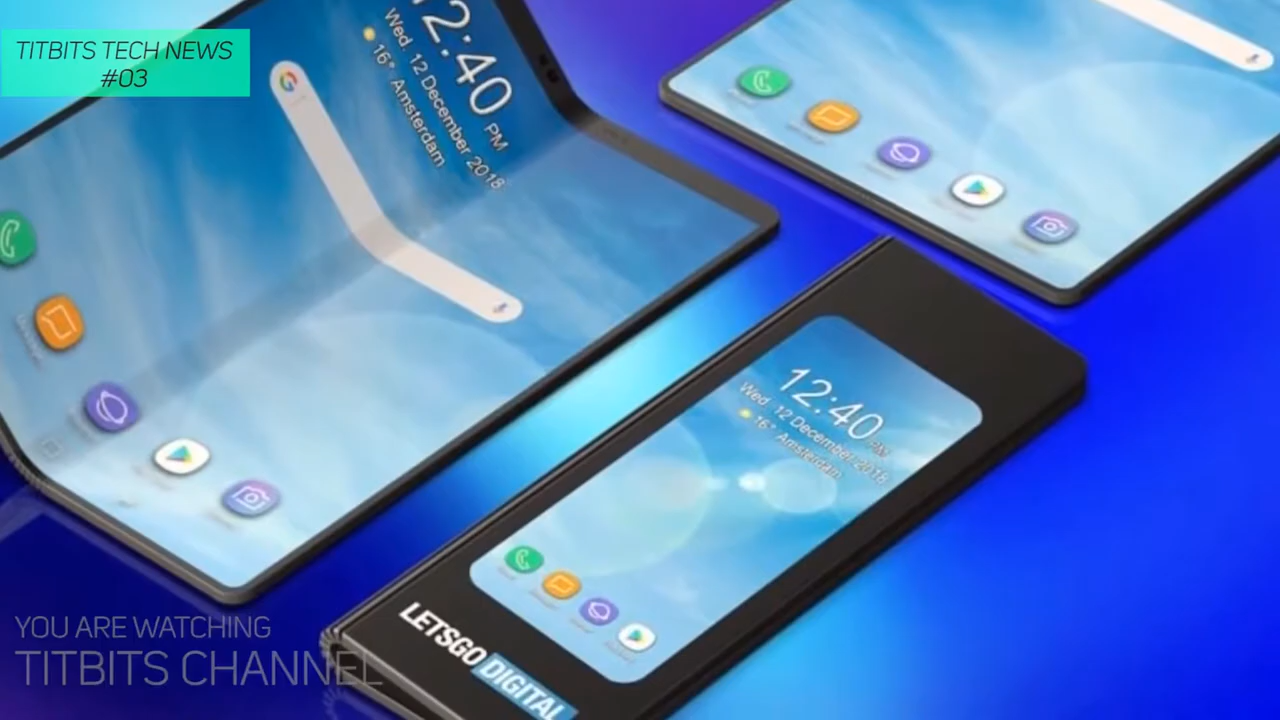 TITBITS TECH NEWS
#03
12:40 PM
Wed. 12 December 2018
16° Amsterdam
12:40 PM
Wed. 12 December 2018
16° Amsterdam
LETSGO DIGITAL
YOU ARE WATCHING
TITBITS CHANNEL